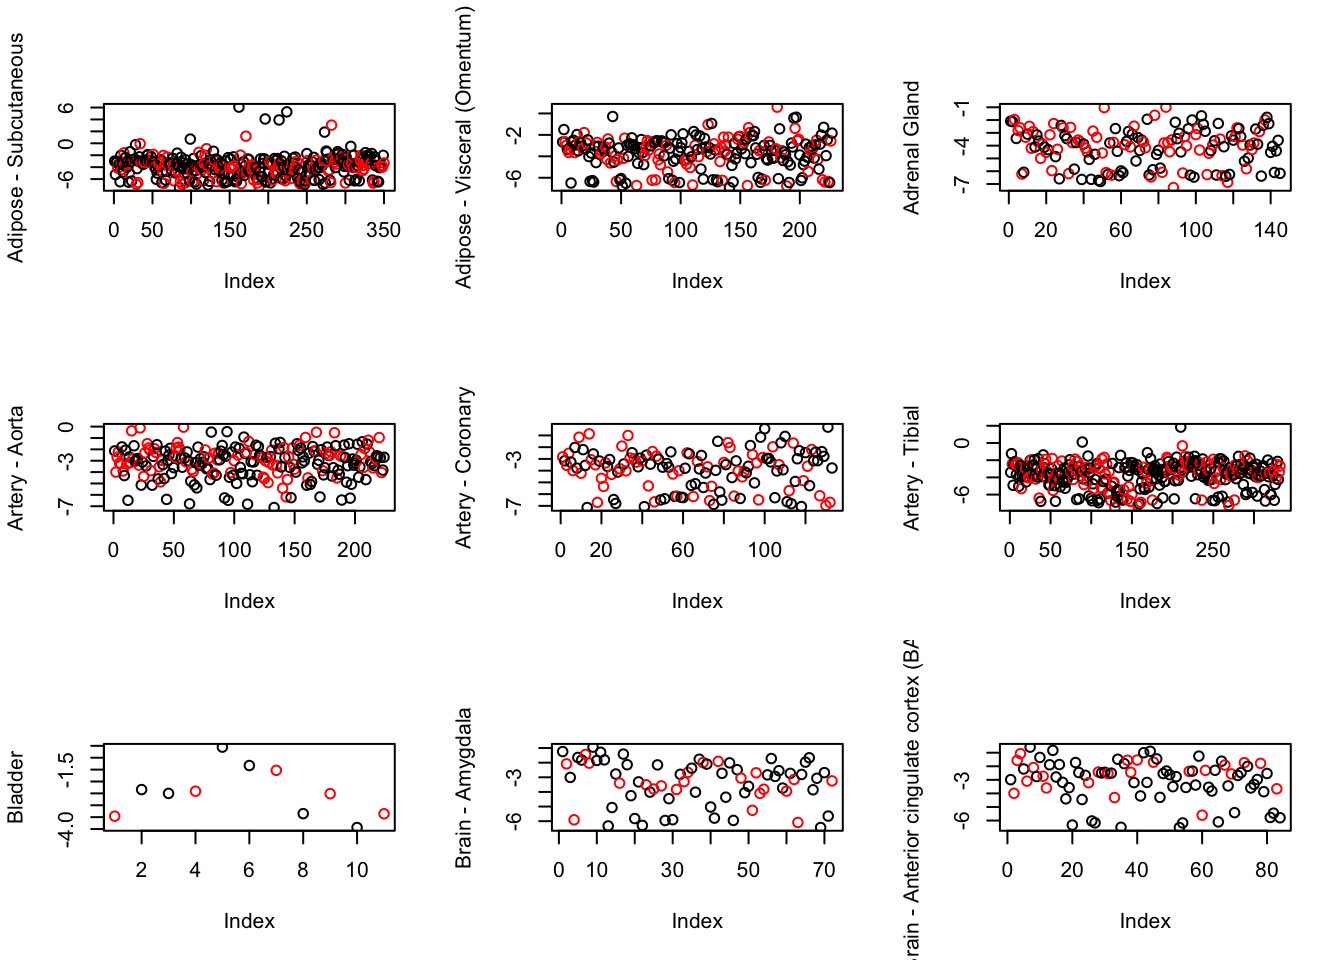 Adipose - Subcutaneous
6
0
-6
0 50 150 250 350
Index
Adipose - Visceral (Omentum)
-2
-6
0 50 100 150 200
Index
Adrenal Gland
-1
-4
-7
0 20 60 100 140
Index
Artery - Aorta
0
-3
-7
0 50 100 150 200
Index
Artery - Coronary
-3
-7
0 20 60 100
Index
Artery - Tibial
0
-6
0 50 150 250
Index
Bladder
-1.5
-4.0
2 4 6 8 10
Index
Brain - Amygdala
-3
-6
0 10 30 50 70
Index
rain - Anterior cingulate cortex (BA
-3
-6
0 20 40 60 80
Index